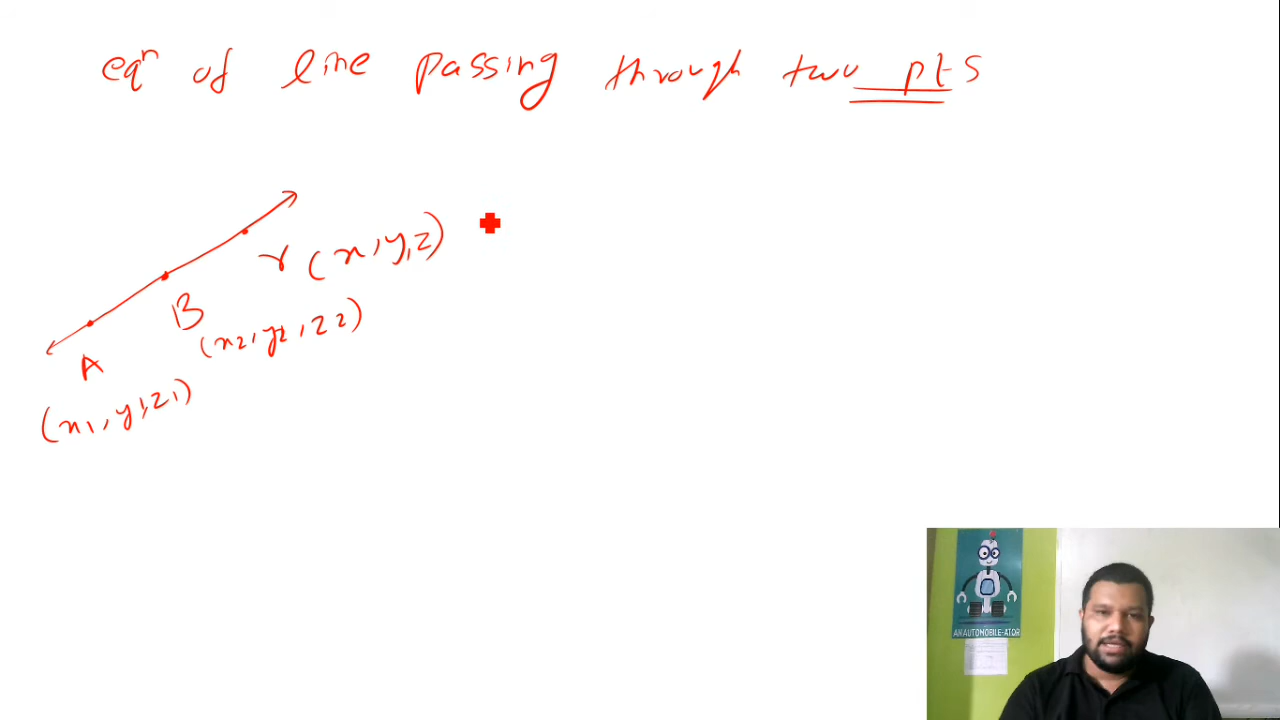 eqⁿ of line passing through two pts
r (x, y, z)
B
(x2, y2, z2)
A
(x1, y1, z1)
AN AUTOMOBILE-ATOR